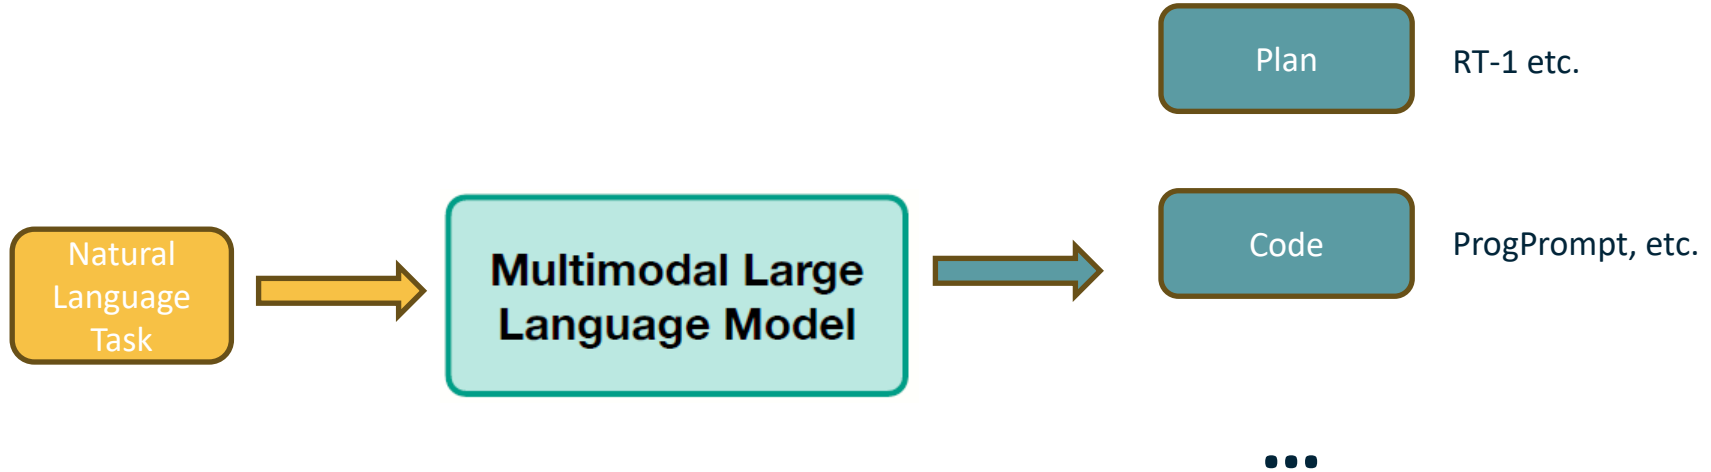 Plan
RT-1 etc.
Natural
Language
Task
Multimodal Large
Language Model
Code
ProgPrompt, etc.
...